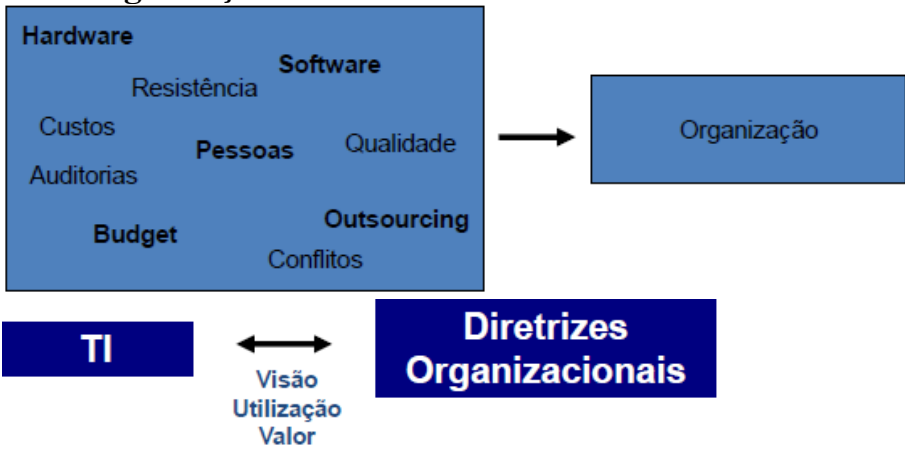 Hardware
Software
Resistência
Custos
Pessoas
Qualidade
Auditorias
Budget
Outsourcing
Conflitos
Organização
TI
Visão
Utilização
Valor
Diretrizes
Organizacionais